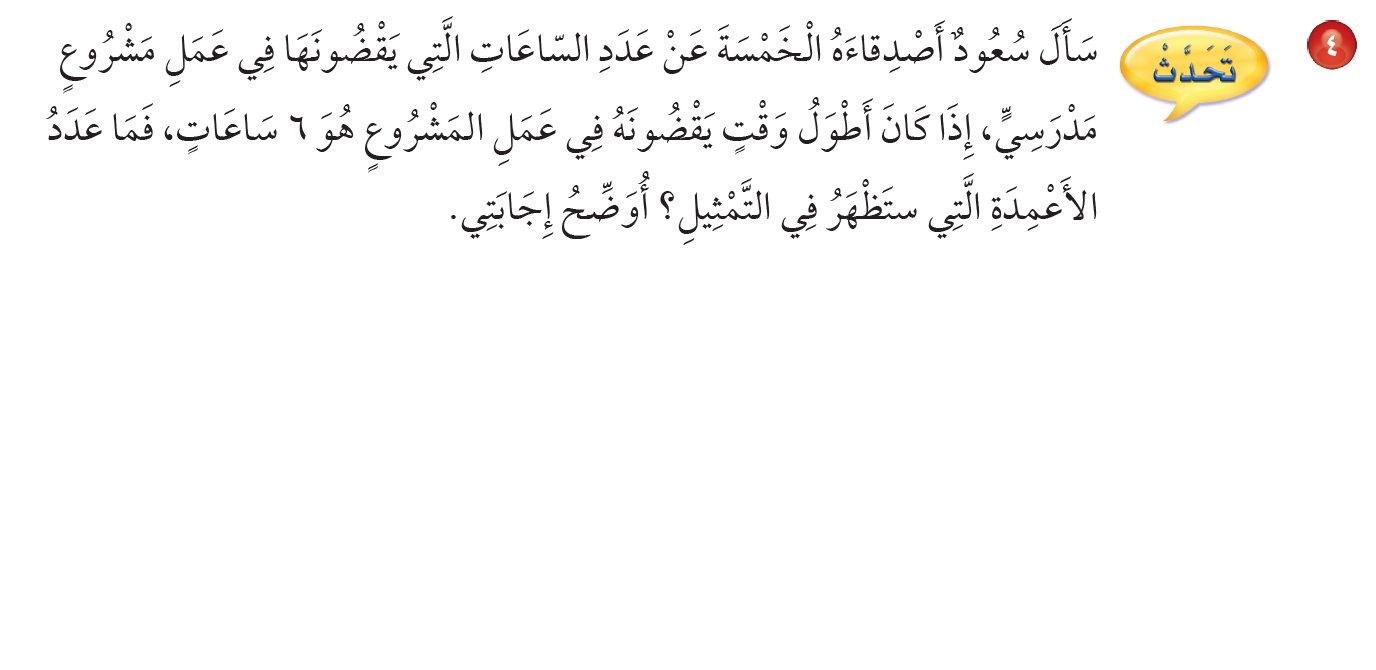 ٤
تَحَدَّثْ
سَأَلَ سُعُودٌ أَصْدِقاءَهُ الْخَمْسَةَ عَنْ عَدَدِ السّاعَاتِ الَّتِي يَقْضُونَهَا فِي عَمَلِ مَشْرُوعٍ
مَدْرَسِيٍّ، إِذَا كَانَ أَطْوَلُ وَقْتٍ يَقْضُونَهُ فِي عَمَلِ المَشْرُوعٍ هُوَ ٦ سَاعَاتٍ، فَمَا عَدَدُ
الأَعْمِدَةِ الَّتِي ستَظْهَرُ فِي التَّمْثِيلِ؟ أُوَضِّحُ إِجَابَتِي.